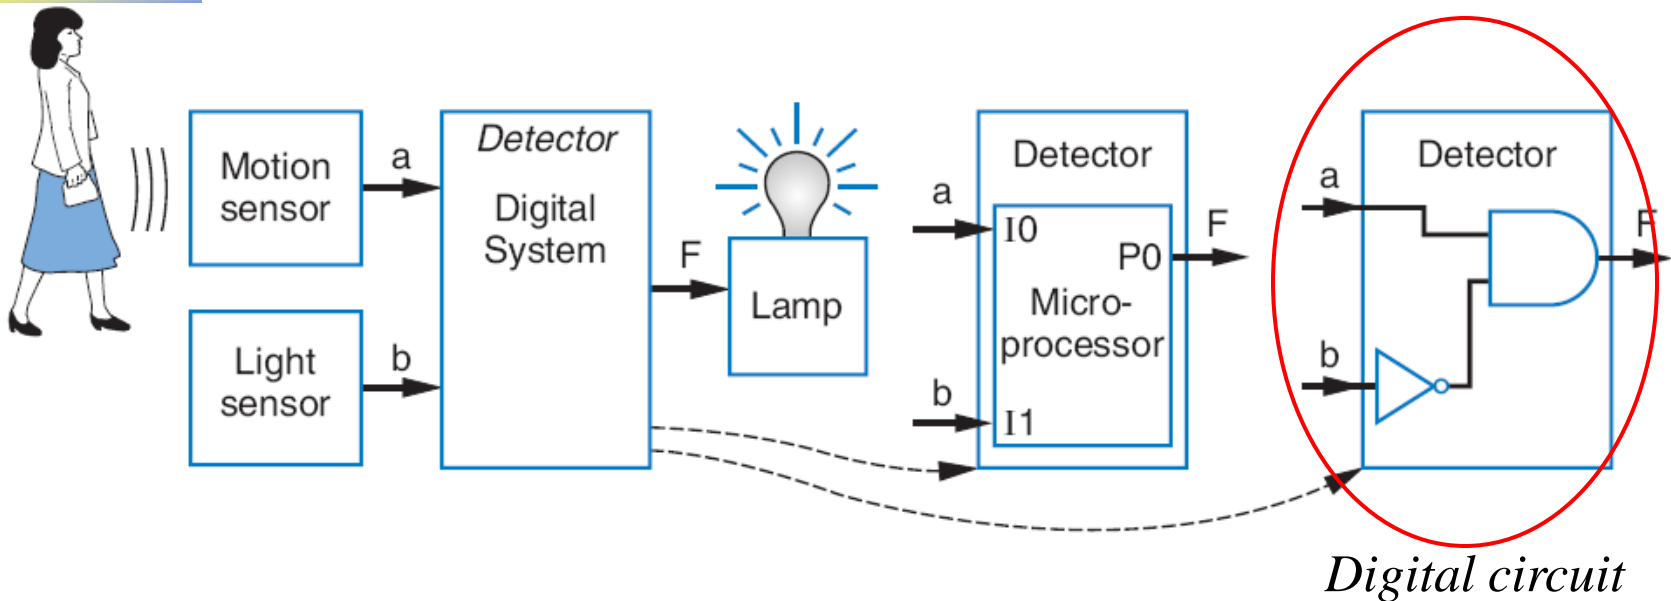 Motion
sensor
a
Light
sensor
b
Detector
Digital
System
F
Lamp
Detector
a
I0
P0
F
Micro-
processor
b
I1
Detector
a
b
F
Digital circuit